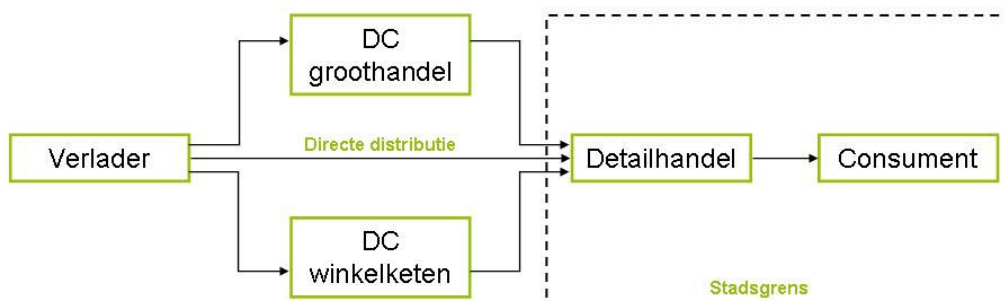 DC
groothandel
Directe distributie
Verlader
Detailhandel
Consument
DC
winkelketen
Stadsgrens